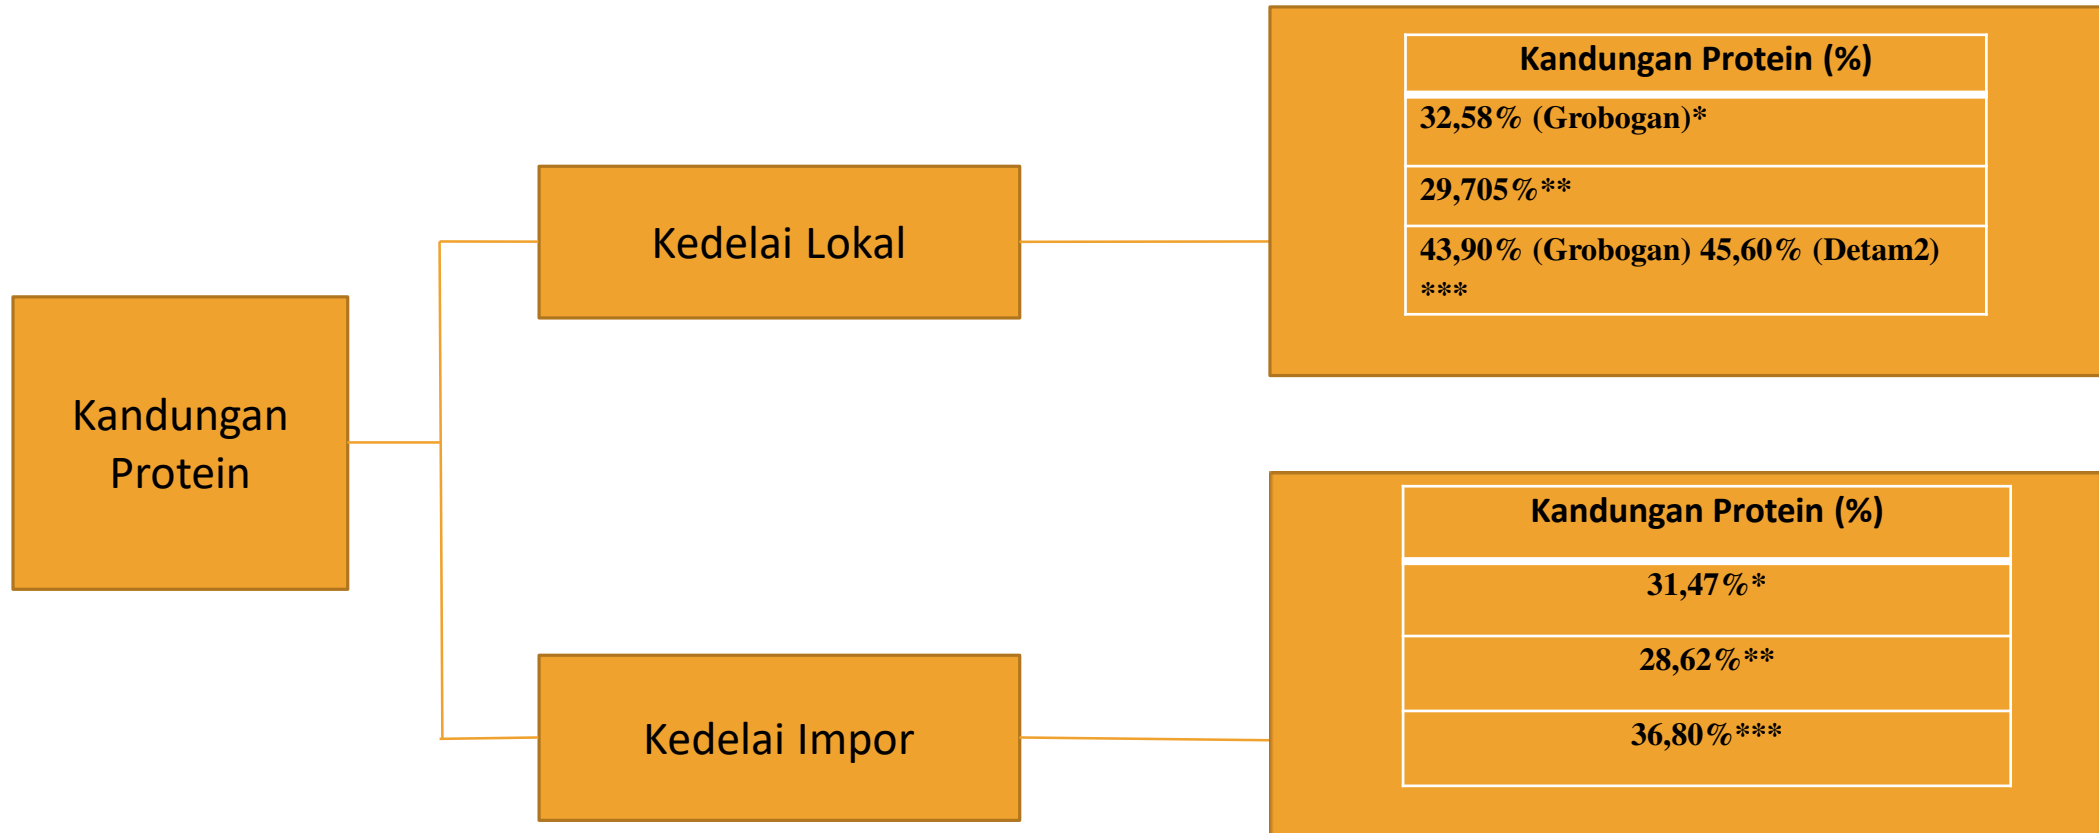 Kandungan
Protein
Kedelai Lokal
Kandungan Protein (%)
32,58% (Grobogan)*
29,705%**
43,90% (Grobogan) 45,60% (Detam2)
***
Kedelai Impor
Kandungan Protein (%)
31,47%*
28,62%**
36,80%***